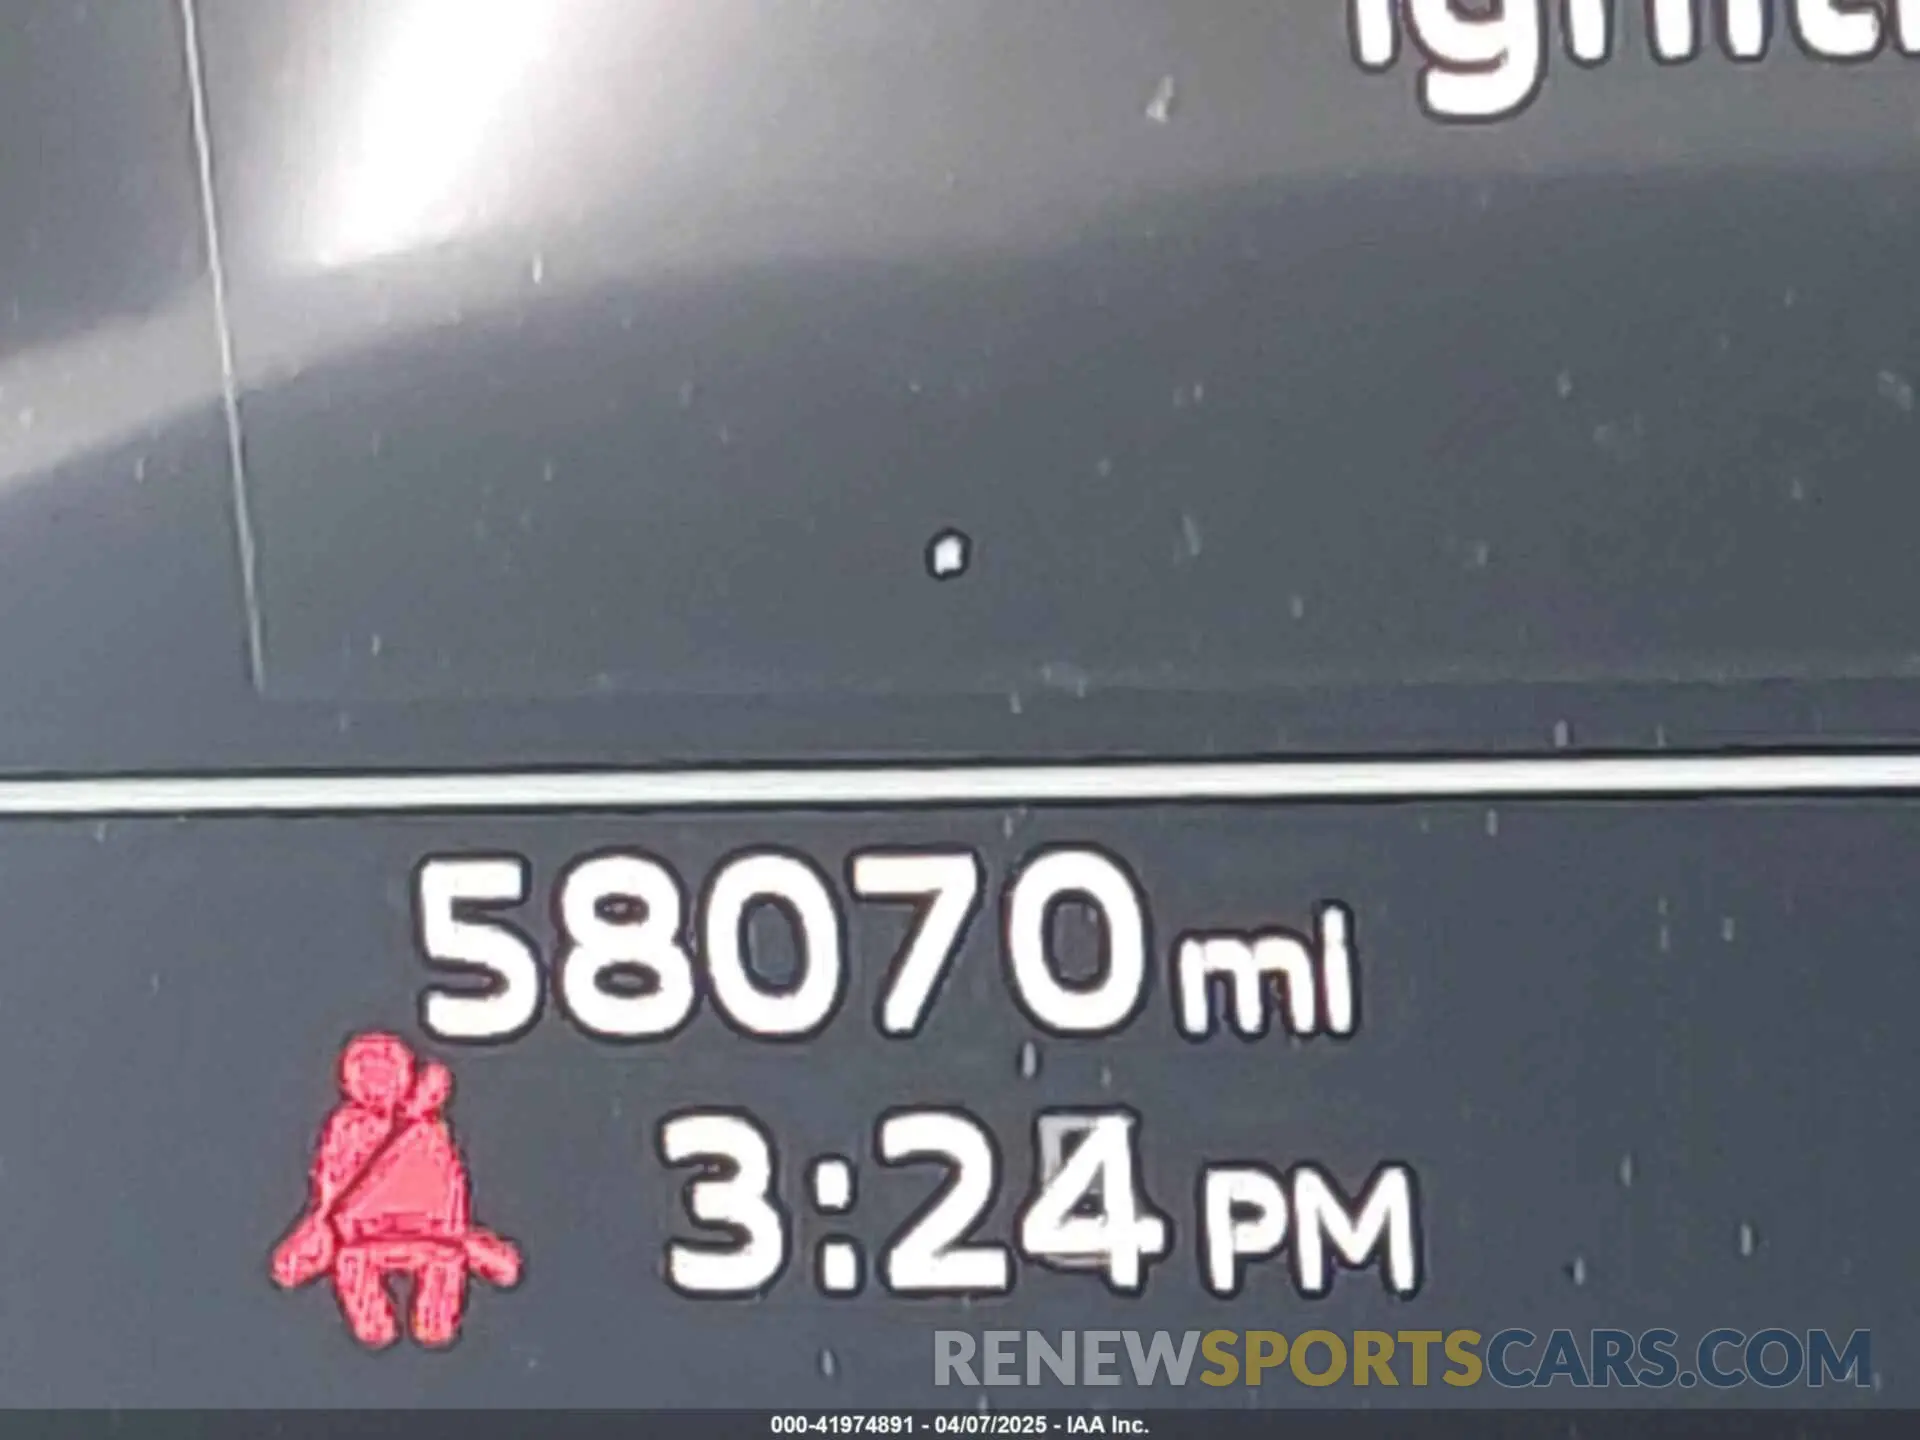 58070 mi
3:24 PM
RENEWSPORTSCARS.COM
000-41974891 - 04/07/2025 - IAA Inc.